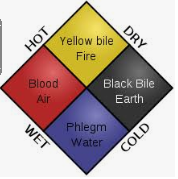 HOT
DRY
Yellow bile
Fire
Blood
Air
Black Bile
Earth
Phlegm
Water
WET
COLD